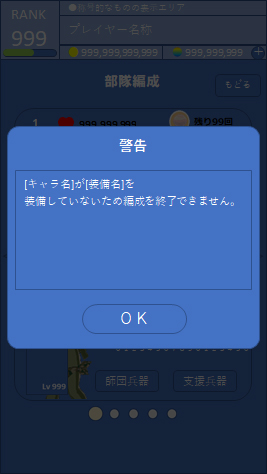 RANK
999
プレイヤー名称
999,999,999,999
999,999,999
+
部隊編成
もどる
1
999,999,999
残り99回
警告
[キャラ名]が[装備名]を
装備していないため編成を終了できません。
ＯＫ
Lv 999
師団兵器
支援兵器